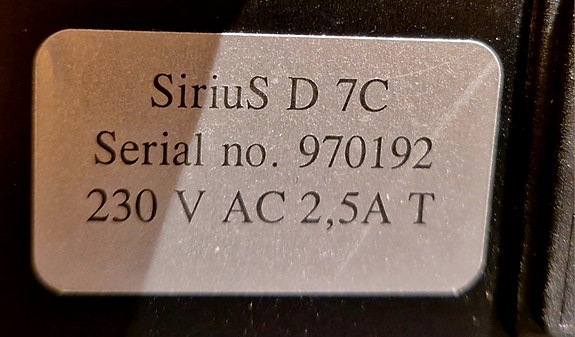 SiriuS D 7C
Serial no. 970192
230 V AC 2,5A T